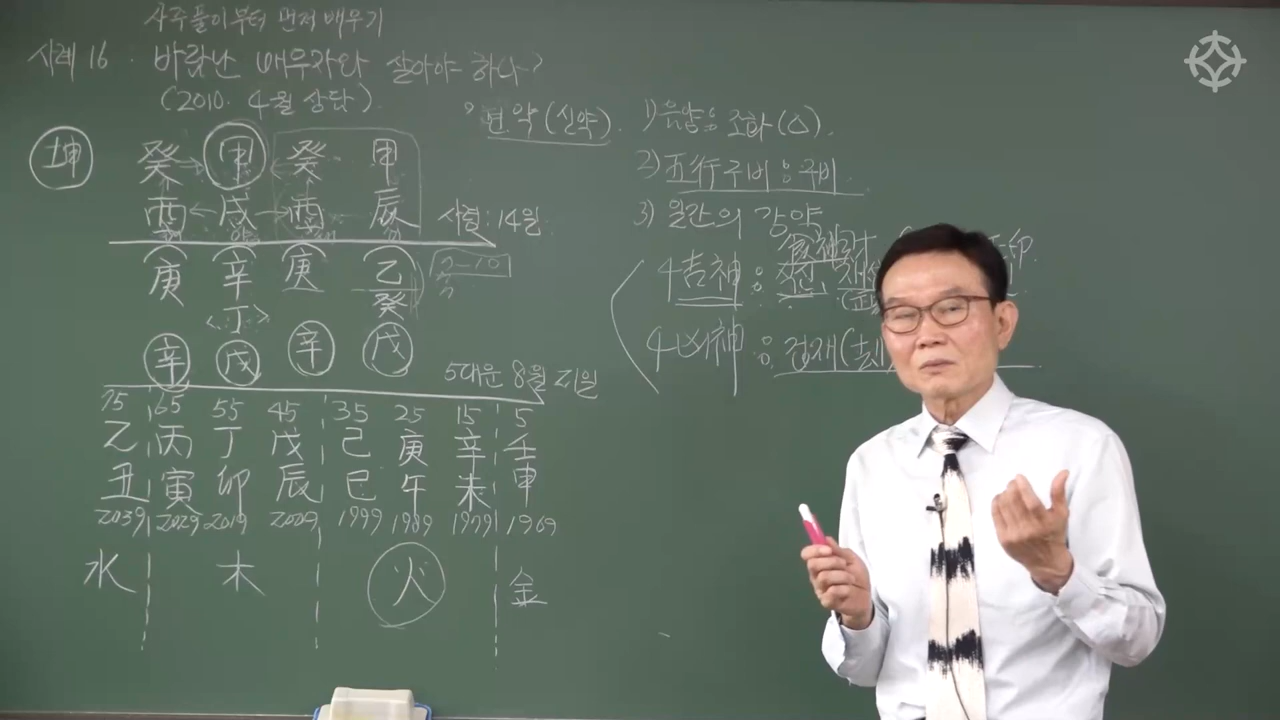 사주풀이부터 먼저 배우기
사례 16 : 바람난 배우자와 살아야 하나?
(2010. 4월 상담)
편약(신약).
1) 음양은 조화(△).
2) 五行구비은 구비
3) 일간의 강약
4吉神 : 食神
印
4凶神 : 겁재
坤
癸 甲 癸 甲
酉 戌 酉 辰
사령: 14일
庚 辛 庚 乙
丁 癸
辛 戊 辛 戊
5대운 8월 21일
75 65 55 45 35 25 15 5
乙 丙 丁 戊 己 庚 辛 壬
丑 寅 卯 辰 巳 午 未 申
2039 2029 2019 2009 1999 1989 1979 1969
水 木 火 金